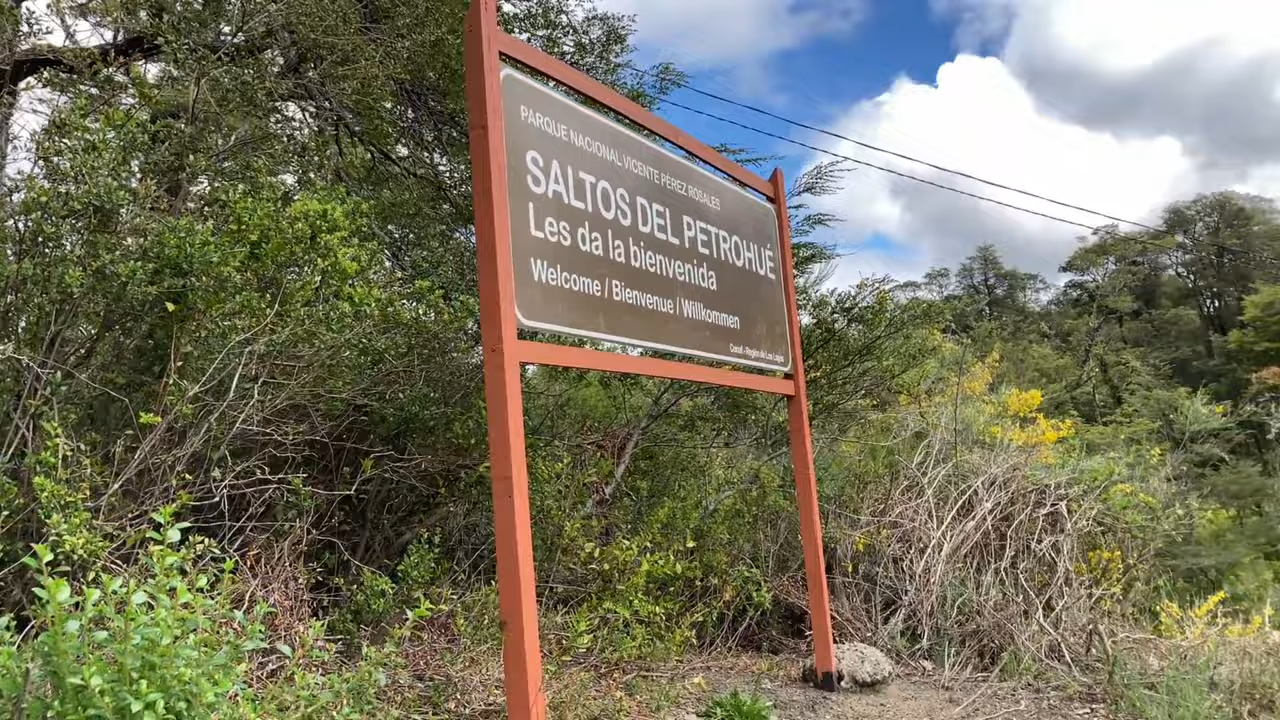 PARQUE NACIONAL VICENTE PÉREZ ROSALES
SALTOS DEL PETROHUÉ
Les da la bienvenida
Welcome / Bienvenue / Willkommen
Conaf - Región de Los Lagos